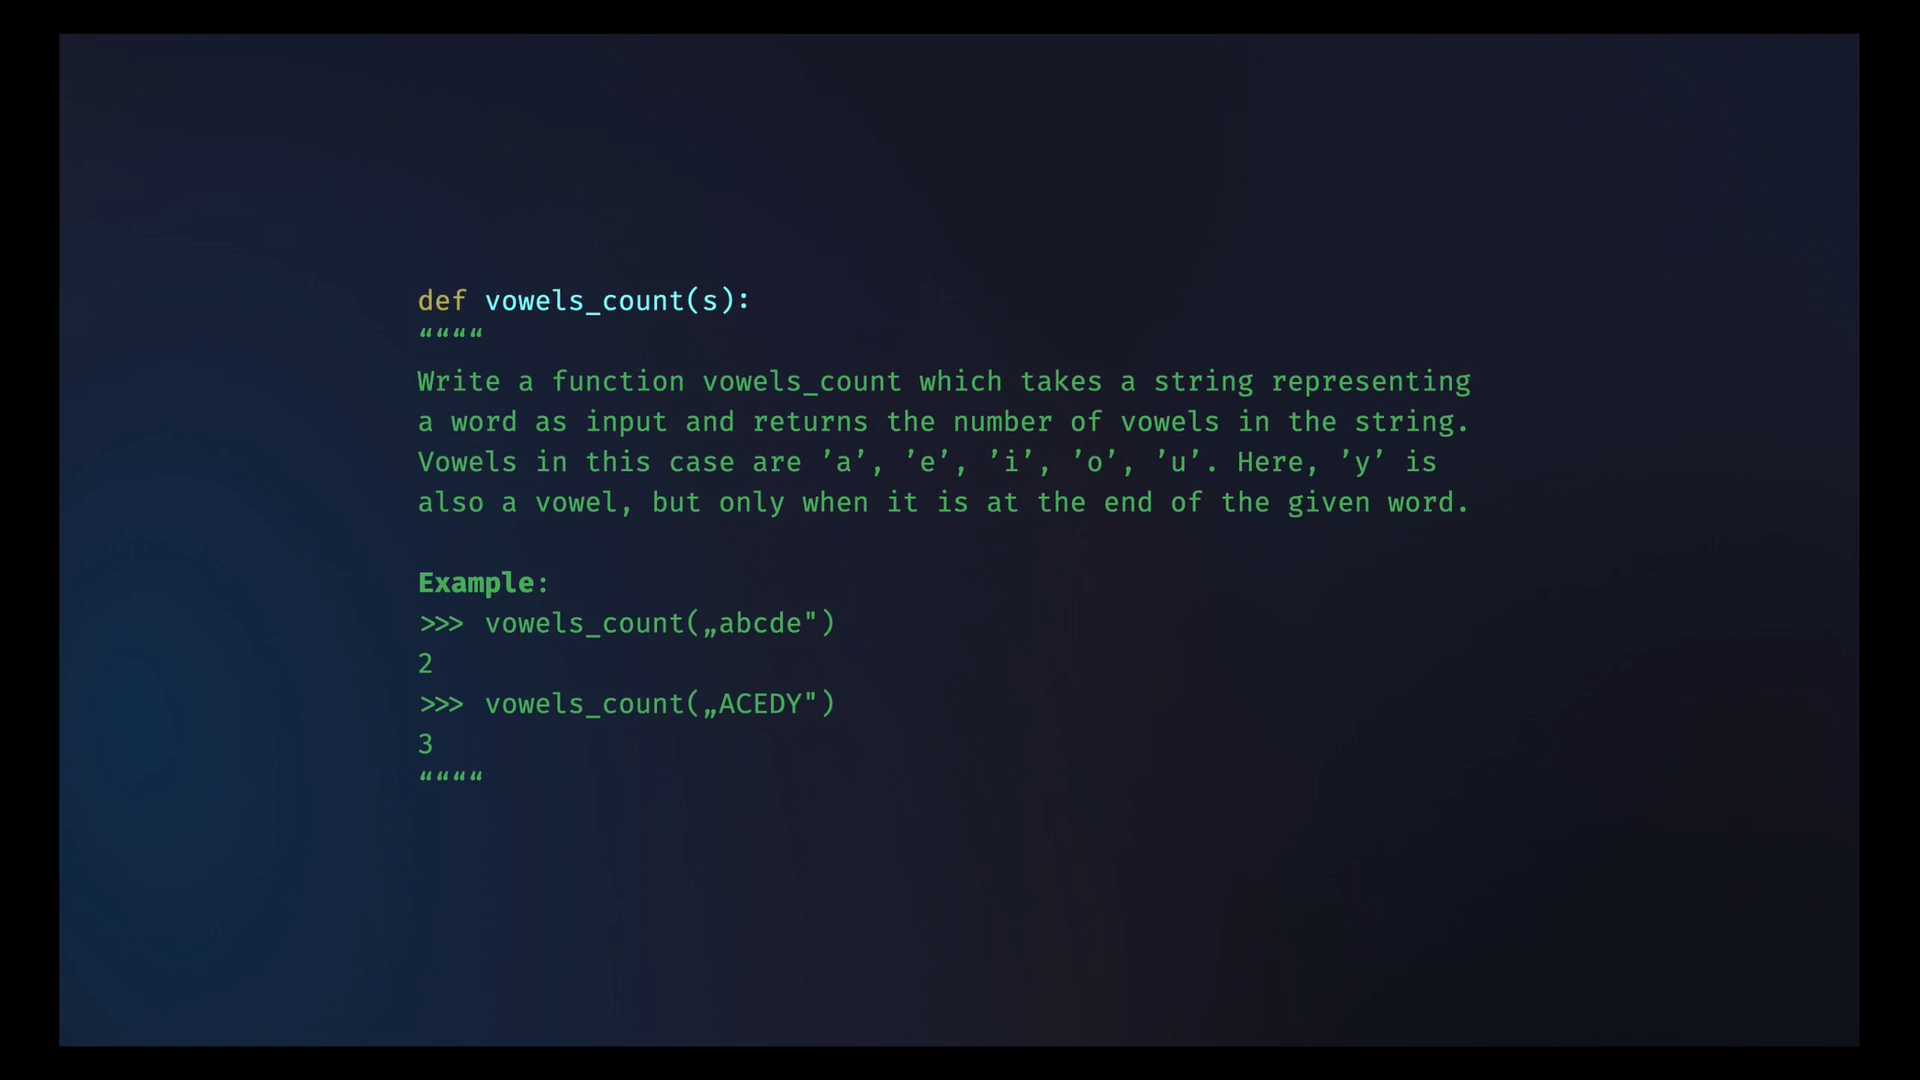 def vowels_count(s):
““““
Write a function vowels_count which takes a string representing
a word as input and returns the number of vowels in the string.
Vowels in this case are ’a’, ’e’, ’i’, ’o’, ’u’. Here, ’y’ is
also a vowel, but only when it is at the end of the given word.
Example:
>>> vowels_count(„abcde")
2
>>> vowels_count(„ACEDY")
3
““““